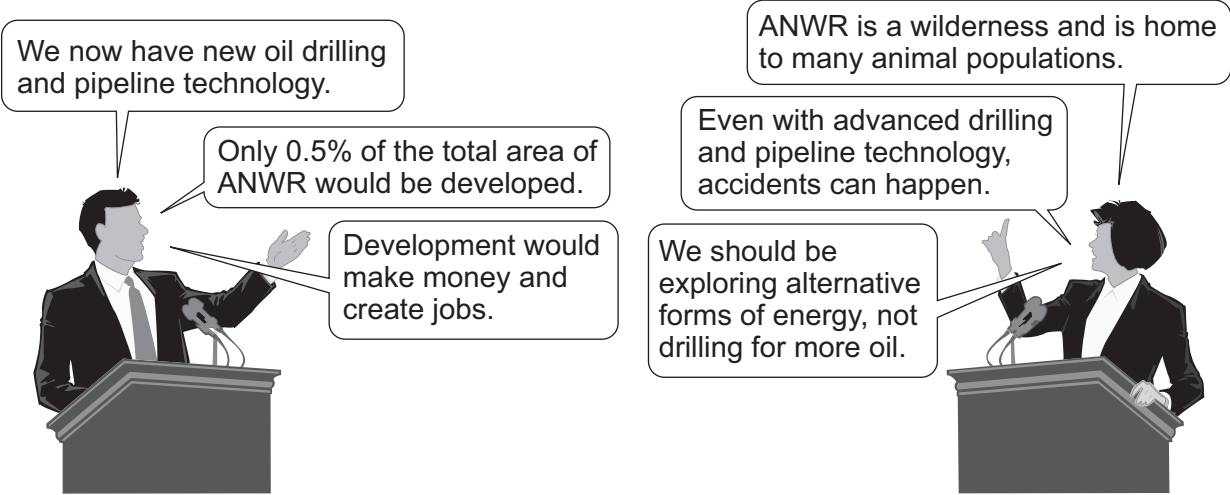 We now have new oil drilling
and pipeline technology.
Only 0.5% of the total area of
ANWR would be developed.
Development would
make money and
create jobs.
ANWR is a wilderness and is home
to many animal populations.
Even with advanced drilling
and pipeline technology,
accidents can happen.
We should be
exploring alternative
forms of energy, not
drilling for more oil.